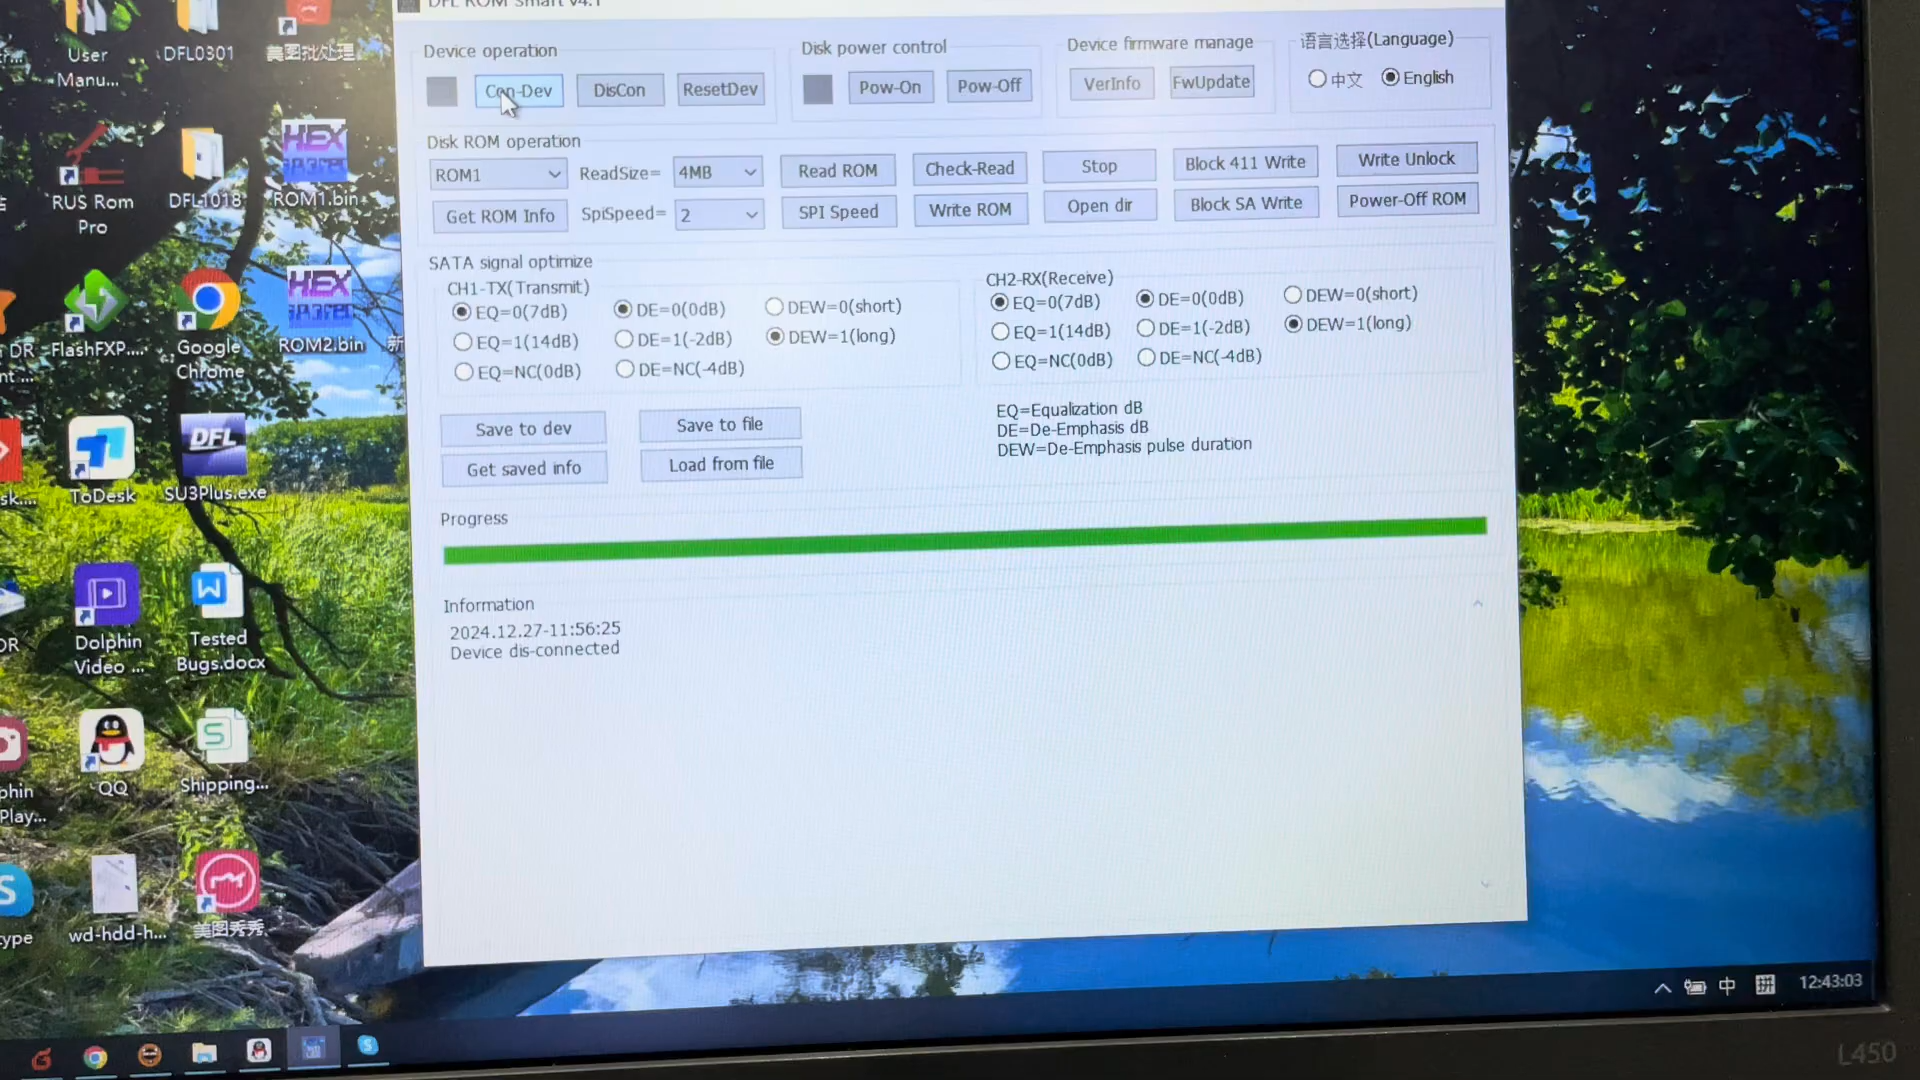 Device operation
Con-Dev
DisCon
ResetDev
Disk power control
Pow-On
Pow-Off
Device firmware manage
VerInfo
FwUpdate
语言选择(Language)
中文
English
Disk ROM operation
ROM1
ReadSize=
4MB
Read ROM
Check-Read
Stop
Block 411 Write
Write Unlock
Get ROM Info
SpiSpeed=
2
SPI Speed
Write ROM
Open dir
Block SA Write
Power-Off ROM
SATA signal optimize
CH1-TX(Transmit)
EQ=0(7dB)
DE=0(0dB)
DEW=0(short)
EQ=1(14dB)
DE=1(-2dB)
DEW=1(long)
EQ=NC(0dB)
DE=NC(-4dB)
CH2-RX(Receive)
EQ=0(7dB)
DE=0(0dB)
DEW=0(short)
EQ=1(14dB)
DE=1(-2dB)
DEW=1(long)
EQ=NC(0dB)
DE=NC(-4dB)
Save to dev
Save to file
Get saved info
Load from file
EQ=Equalization dB
DE=De-Emphasis dB
DEW=De-Emphasis pulse duration
Progress
Information
2024.12.27-11:56:25
Device dis-connected
User
Manu...
DFL0301
美图批处理
RUS Rom
Pro
DFL1018
HEX
ROM1.bin
FlashFXP....
Google
Chrome
HEX
ROM2.bin
ToDesk
DFL
SU3Plus.exe
Dolphin
Video ...
W
Tested
Bugs.docx
QQ
S
Shipping...
wd-hdd-h...
美图秀秀
中
拼
12:43:03
L450